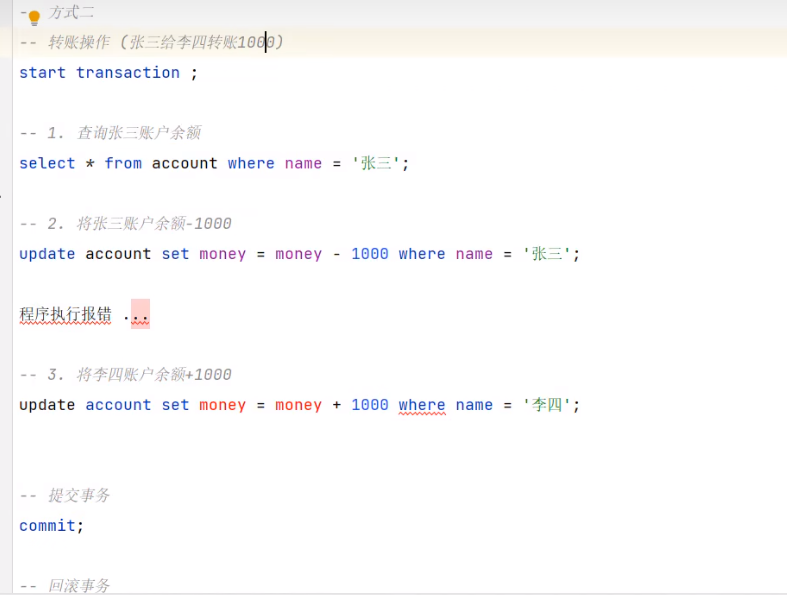 -- 方式二
-- 转账操作 (张三给李四转账1000)
start transaction ;
-- 1. 查询张三账户余额
select * from account where name = '张三';
-- 2. 将张三账户余额-1000
update account set money = money - 1000 where name = '张三';
程序执行报错 ...
-- 3. 将李四账户余额+1000
update account set money = money + 1000 where name = '李四';
-- 提交事务
commit;
-- 回滚事务